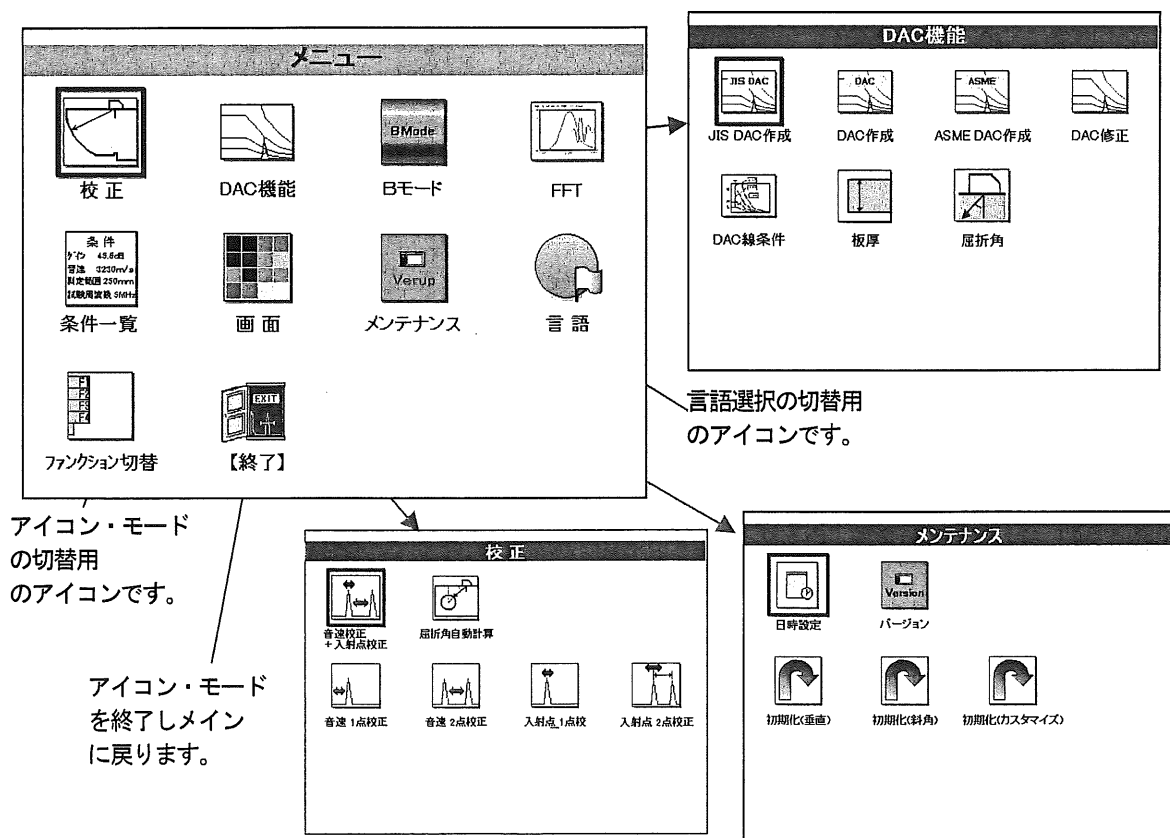 メニュー
校正
DAC機能
BMode
Bモード
FFT
条件
ゲイン 45.5dB
音速 3230m/s
測定範囲 250mm
試験周波数 5MHz
条件一覧
画面
Verup
メンテナンス
言語
F1
F2
F3
F4
ファンクション切替
EXIT
【終了】
DAC機能
JIS DAC
JIS DAC作成
DAC
DAC作成
ASME
ASME DAC作成
DAC修正
DAC線条件
板厚
屈折角
言語選択の切替用
のアイコンです。
アイコン・モード
の切替用
のアイコンです。
アイコン・モード
を終了しメイン
に戻ります。
校正
音速校正
+入射点校正
屈折角自動計算
音速 1点校正
音速 2点校正
入射点 1点校
入射点 2点校正
メンテナンス
日時設定
Version
バージョン
初期化(垂直)
初期化(斜角)
初期化(カスタマイズ)